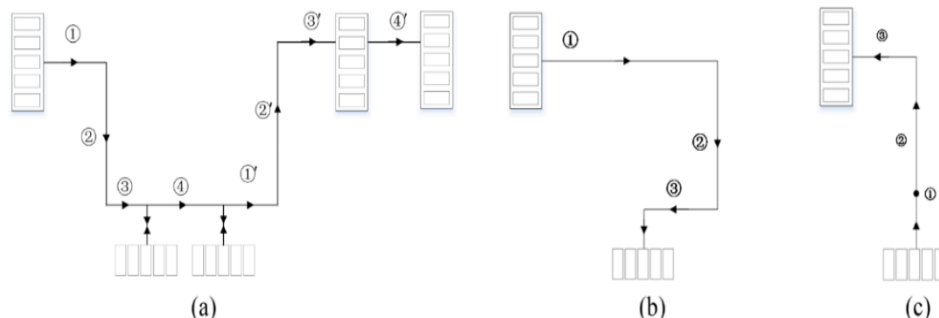 ① ② ③ ④ ①′ ②′ ③′ ④′
(a)
① ② ③
(b)
③ ② ①
(c)